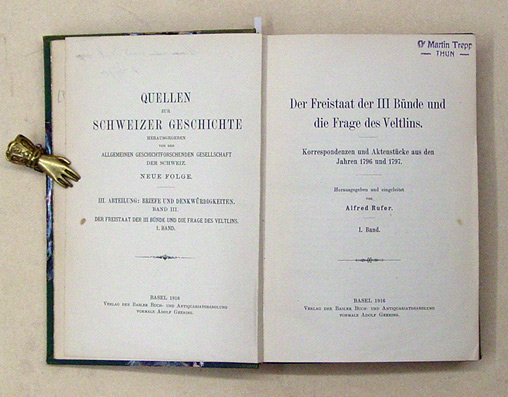 QUELLEN
ZUR
SCHWEIZER GESCHICHTE
HERAUSGEGEBEN
VON DER
ALLGEMEINEN GESCHICHTFORSCHENDEN GESELLSCHAFT
DER SCHWEIZ.
NEUE FOLGE.
III. ABTEILUNG: BRIEFE UND DENKWÜRDIGKEITEN.
BAND III.
DER FREISTAAT DER III BÜNDE UND DIE FRAGE DES VELTLINS.
I. BAND.
BASEL 1916
VERLAG DER BASLER BUCH- UND ANTIQUARIATSHANDLUNG
VORMALS ADOLF GEERING.
Dr Martin Trepp
— THUN —
Der Freistaat der III Bünde und
die Frage des Veltlins.
Korrespondenzen und Aktenstücke aus den
Jahren 1796 und 1797.
Herausgegeben und eingeleitet
von
Alfred Rufer.
I. Band.
BASEL 1916
VERLAG DER BASLER BUCH- UND ANTIQUARIATSHANDLUNG
VORMALS ADOLF GEERING.